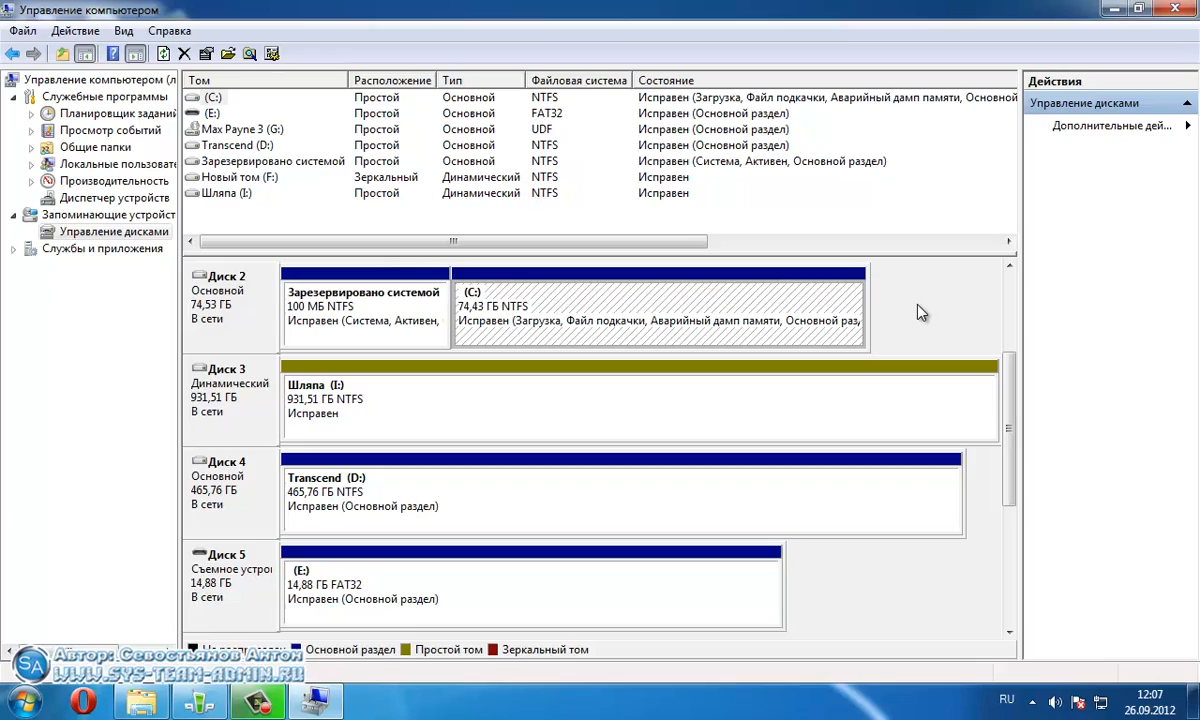 Управление компьютером
Файл Действие Вид Справка
Управление компьютером (л
Служебные программы
Планировщик заданий
Просмотр событий
Общие папки
Локальные пользовате
Производительность
Диспетчер устройств
Запоминающие устройст
Управление дисками
Службы и приложения
Том Расположение Тип Файловая система Состояние
(C:) Простой Основной NTFS Исправен (Загрузка, Файл подкачки, Аварийный дамп памяти, Основной
(E:) Простой Основной FAT32 Исправен (Основной раздел)
Max Payne 3 (G:) Простой Основной UDF Исправен (Основной раздел)
Transcend (D:) Простой Основной NTFS Исправен (Основной раздел)
Зарезервировано системой Простой Основной NTFS Исправен (Система, Активен, Основной раздел)
Новый том (F:) Зеркальный Динамический NTFS Исправен
Шляпа (I:) Простой Динамический NTFS Исправен
Диск 2
Основной
74,53 ГБ
В сети
Зарезервировано системой
100 МБ NTFS
Исправен (Система, Активен,
(C:)
74,43 ГБ NTFS
Исправен (Загрузка, Файл подкачки, Аварийный дамп памяти, Основной раз
Диск 3
Динамический
931,51 ГБ
В сети
Шляпа (I:)
931,51 ГБ NTFS
Исправен
Диск 4
Основной
465,76 ГБ
В сети
Transcend (D:)
465,76 ГБ NTFS
Исправен (Основной раздел)
Диск 5
Съемное устро
14,88 ГБ
В сети
(E:)
14,88 ГБ FAT32
Исправен (Основной раздел)
Основной раздел Простой том Зеркальный том
Действия
Управление дисками
Дополнительные дей...
SA
Автор: Севостьянов Антон
WWW.SYS-TEAM-ADMIN.RU
RU
12:07
26.09.2012